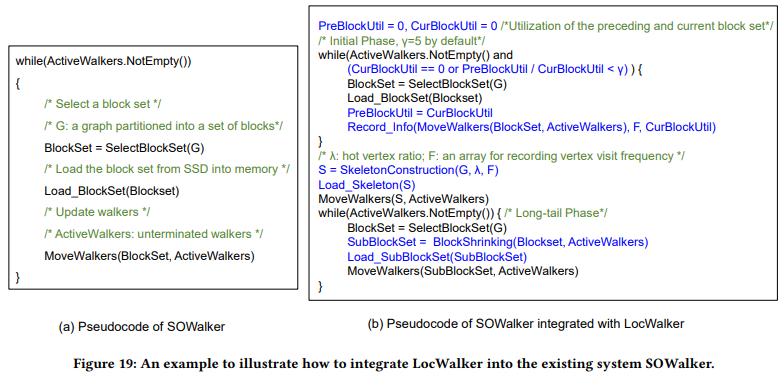 while(ActiveWalkers.NotEmpty())
{
/* Select a block set */
/* G: a graph partitioned into a set of blocks*/
BlockSet = SelectBlockSet(G)
/* Load the block set from SSD into memory */
Load_BlockSet(Blockset)
/* Update walkers */
/* ActiveWalkers: unterminated walkers */
MoveWalkers(BlockSet, ActiveWalkers)
}
(a) Pseudocode of SOWalker
PreBlockUtil = 0, CurBlockUtil = 0 /*Utilization of the preceding and current block set*/
/* Initial Phase, γ=5 by default*/
while(ActiveWalkers.NotEmpty() and
(CurBlockUtil == 0 or PreBlockUtil / CurBlockUtil < γ) ) {
BlockSet = SelectBlockSet(G)
Load_BlockSet(Blockset)
PreBlockUtil = CurBlockUtil
Record_Info(MoveWalkers(BlockSet, ActiveWalkers), F, CurBlockUtil)
}
/* λ: hot vertex ratio; F: an array for recording vertex visit frequency */
S = SkeletonConstruction(G, λ, F)
Load_Skeleton(S)
MoveWalkers(S, ActiveWalkers)
while(ActiveWalkers.NotEmpty()) { /* Long-tail Phase*/
BlockSet = SelectBlockSet(G)
SubBlockSet = BlockShrinking(Blockset, ActiveWalkers)
Load_SubBlockSet(SubBlockSet)
MoveWalkers(SubBlockSet, ActiveWalkers)
}
(b) Pseudocode of SOWalker integrated with LocWalker
Figure 19: An example to illustrate how to integrate LocWalker into the existing system SOWalker.